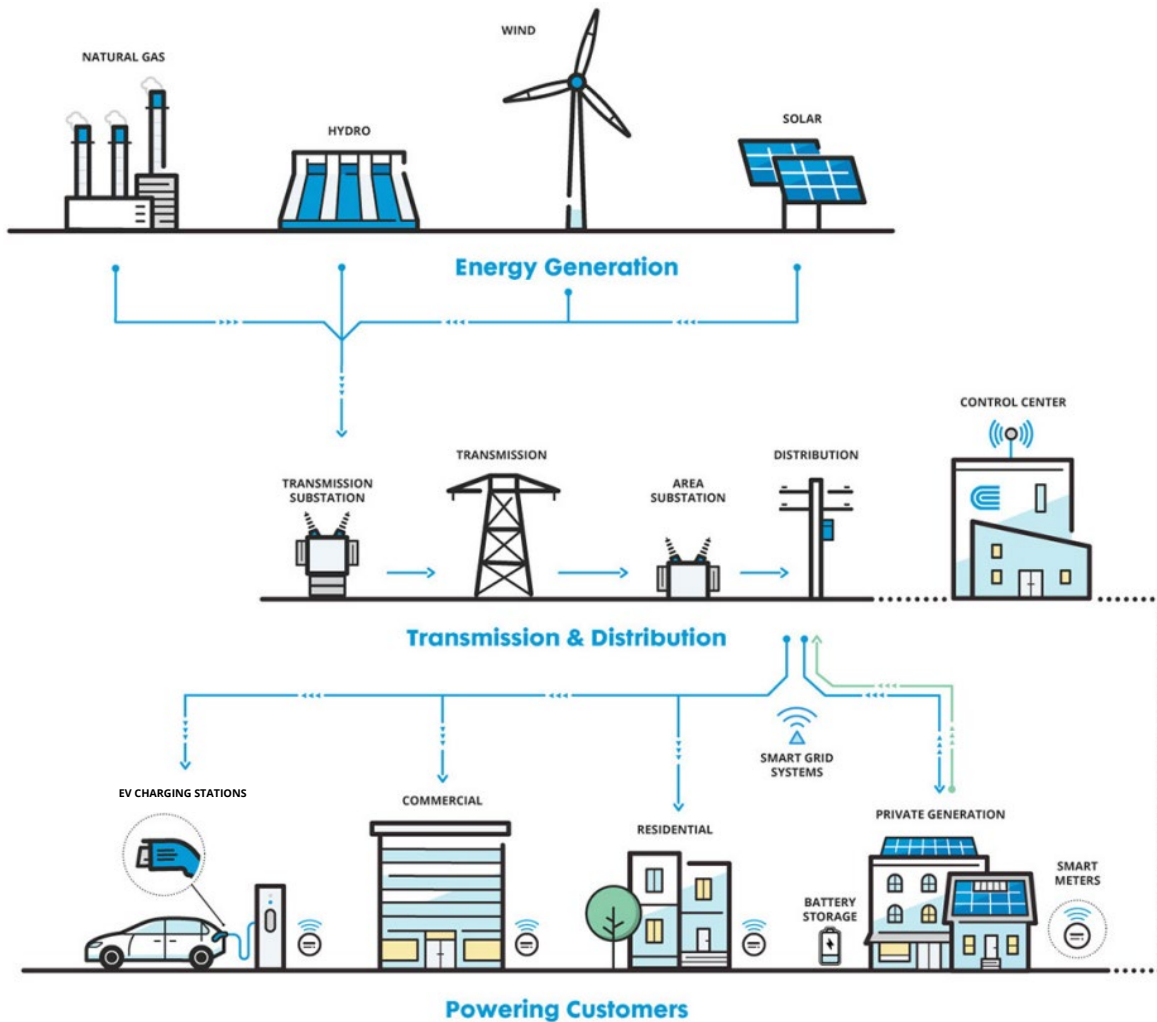 WIND
NATURAL GAS
HYDRO
SOLAR
Energy Generation
CONTROL CENTER
TRANSMISSION
DISTRIBUTION
TRANSMISSION
SUBSTATION
AREA
SUBSTATION
Transmission & Distribution
SMART GRID
SYSTEMS
EV CHARGING STATIONS
COMMERCIAL
RESIDENTIAL
PRIVATE GENERATION
BATTERY
STORAGE
SMART
METERS
Powering Customers